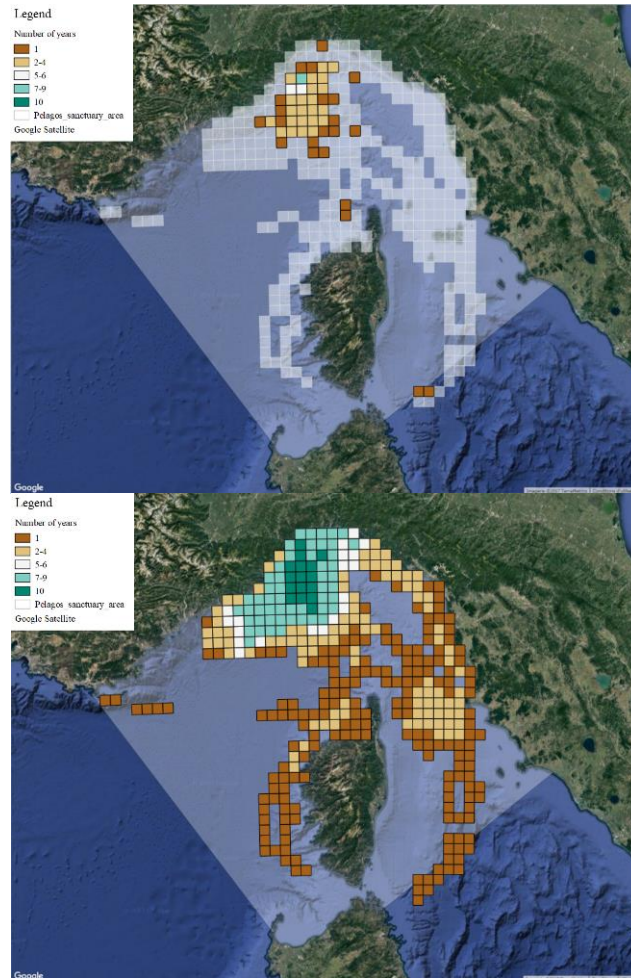 Legend
Number of years
1
2-4
5-6
7-9
10
Pelagos_sanctuary_area
Google Satellite
Google
Legend
Number of years
1
2-4
5-6
7-9
10
Pelagos_sanctuary_area
Google Satellite
Google